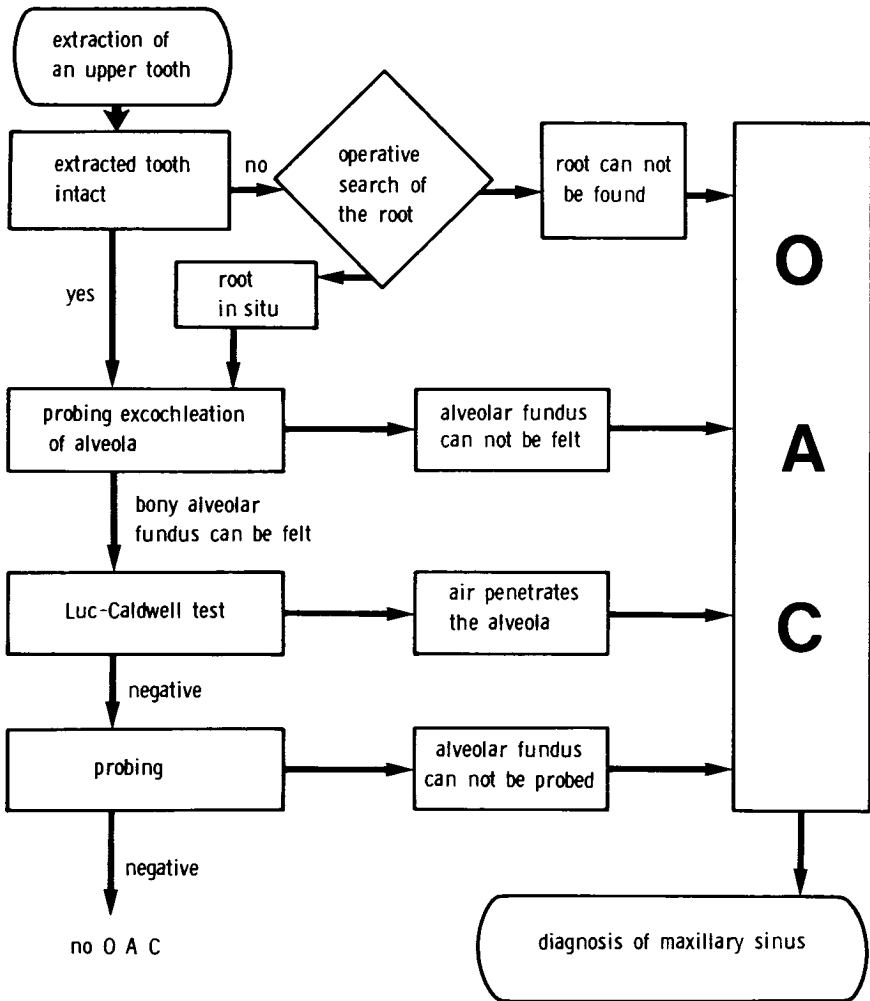 extraction of
an upper tooth
extracted tooth
intact
no
operative
search of
the root
root can not
be found
yes
root
in situ
probing excochleation
of alveola
alveolar fundus
can not be felt
bony alveolar
fundus can be felt
Luc-Caldwell test
air penetrates
the alveola
negative
probing
alveolar fundus
can not be probed
negative
no O A C
O
A
C
diagnosis of maxillary sinus